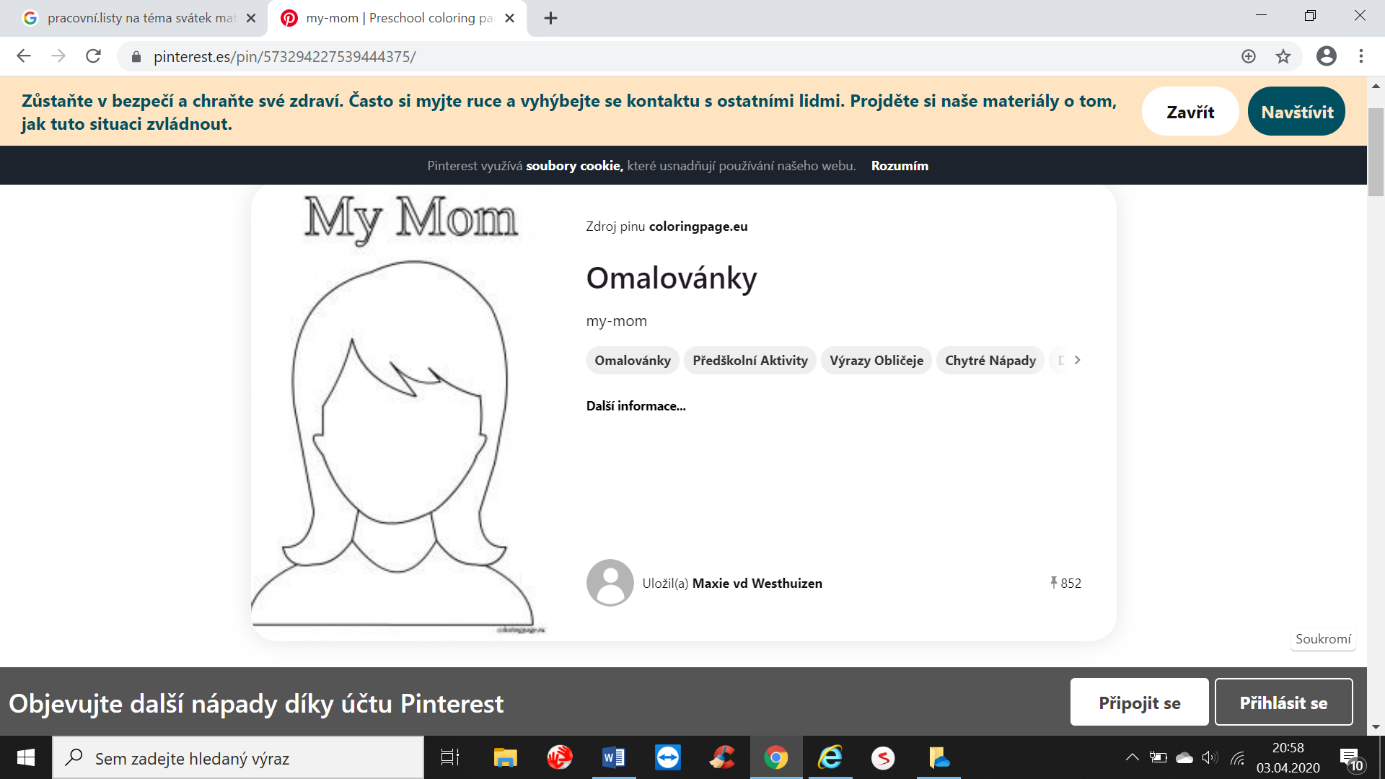 pracovní.listy na téma svátek mat
my-mom | Preschool coloring pa
pinterest.es/pin/573294227539444375/
Zůstaňte v bezpečí a chraňte své zdraví. Často si myjte ruce a vyhýbejte se kontaktu s ostatními lidmi. Projděte si naše materiály o tom,
jak tuto situaci zvládnout.
Zavřít
Navštívit
Pinterest využívá soubory cookie, které usnadňují používání našeho webu. Rozumím
My Mom
coloringpage.eu
Zdroj pinu coloringpage.eu
Omalovánky
my-mom
Omalovánky
Předškolní Aktivity
Výrazy Obličeje
Chytré Nápady
Další informace...
Uložil(a) Maxie vd Westhuizen
852
Soukromí
Objevujte další nápady díky účtu Pinterest
Připojit se
Přihlásit se
Sem zadejte hledaný výraz
20:58
03.04.2020
10